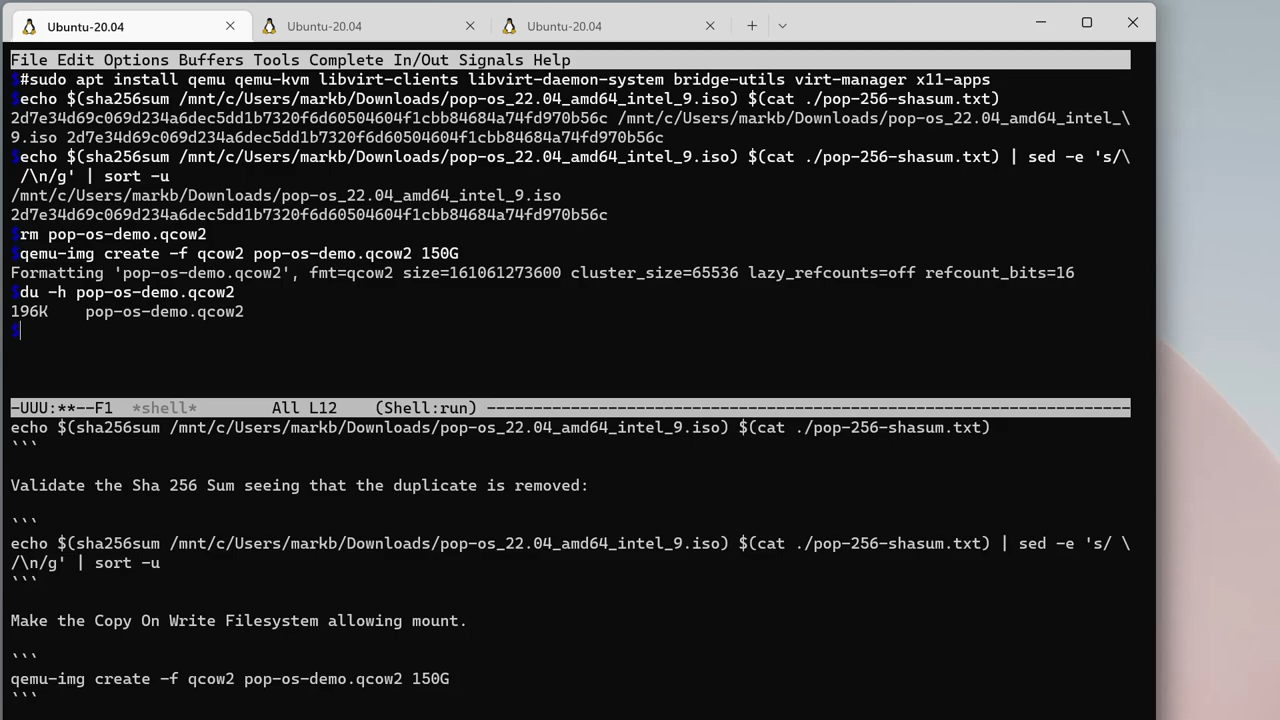 Ubuntu-20.04
Ubuntu-20.04
Ubuntu-20.04
File Edit Options Buffers Tools Complete In/Out Signals Help
$#sudo apt install qemu qemu-kvm libvirt-clients libvirt-daemon-system bridge-utils virt-manager x11-apps
$echo $(sha256sum /mnt/c/Users/markb/Downloads/pop-os_22.04_amd64_intel_9.iso) $(cat ./pop-256-shasum.txt)
2d7e34d69c069d234a6dec5dd1b7320f6d60504604f1cbb84684a74fd970b56c /mnt/c/Users/markb/Downloads/pop-os_22.04_amd64_intel_\
9.iso 2d7e34d69c069d234a6dec5dd1b7320f6d60504604f1cbb84684a74fd970b56c
$echo $(sha256sum /mnt/c/Users/markb/Downloads/pop-os_22.04_amd64_intel_9.iso) $(cat ./pop-256-shasum.txt) | sed -e 's/\
 /\n/g' | sort -u
/mnt/c/Users/markb/Downloads/pop-os_22.04_amd64_intel_9.iso
2d7e34d69c069d234a6dec5dd1b7320f6d60504604f1cbb84684a74fd970b56c
$rm pop-os-demo.qcow2
$qemu-img create -f qcow2 pop-os-demo.qcow2 150G
Formatting 'pop-os-demo.qcow2', fmt=qcow2 size=161061273600 cluster_size=65536 lazy_refcounts=off refcount_bits=16
$du -h pop-os-demo.qcow2
196K    pop-os-demo.qcow2
$
-UUU:**--F1  *shell*        All L12    (Shell:run) ---------------------------------------------------------------------
echo $(sha256sum /mnt/c/Users/markb/Downloads/pop-os_22.04_amd64_intel_9.iso) $(cat ./pop-256-shasum.txt)
```
Validate the Sha 256 Sum seeing that the duplicate is removed:
```
echo $(sha256sum /mnt/c/Users/markb/Downloads/pop-os_22.04_amd64_intel_9.iso) $(cat ./pop-256-shasum.txt) | sed -e 's/ \
/\n/g' | sort -u
```
Make the Copy On Write Filesystem allowing mount.
```
qemu-img create -f qcow2 pop-os-demo.qcow2 150G
```